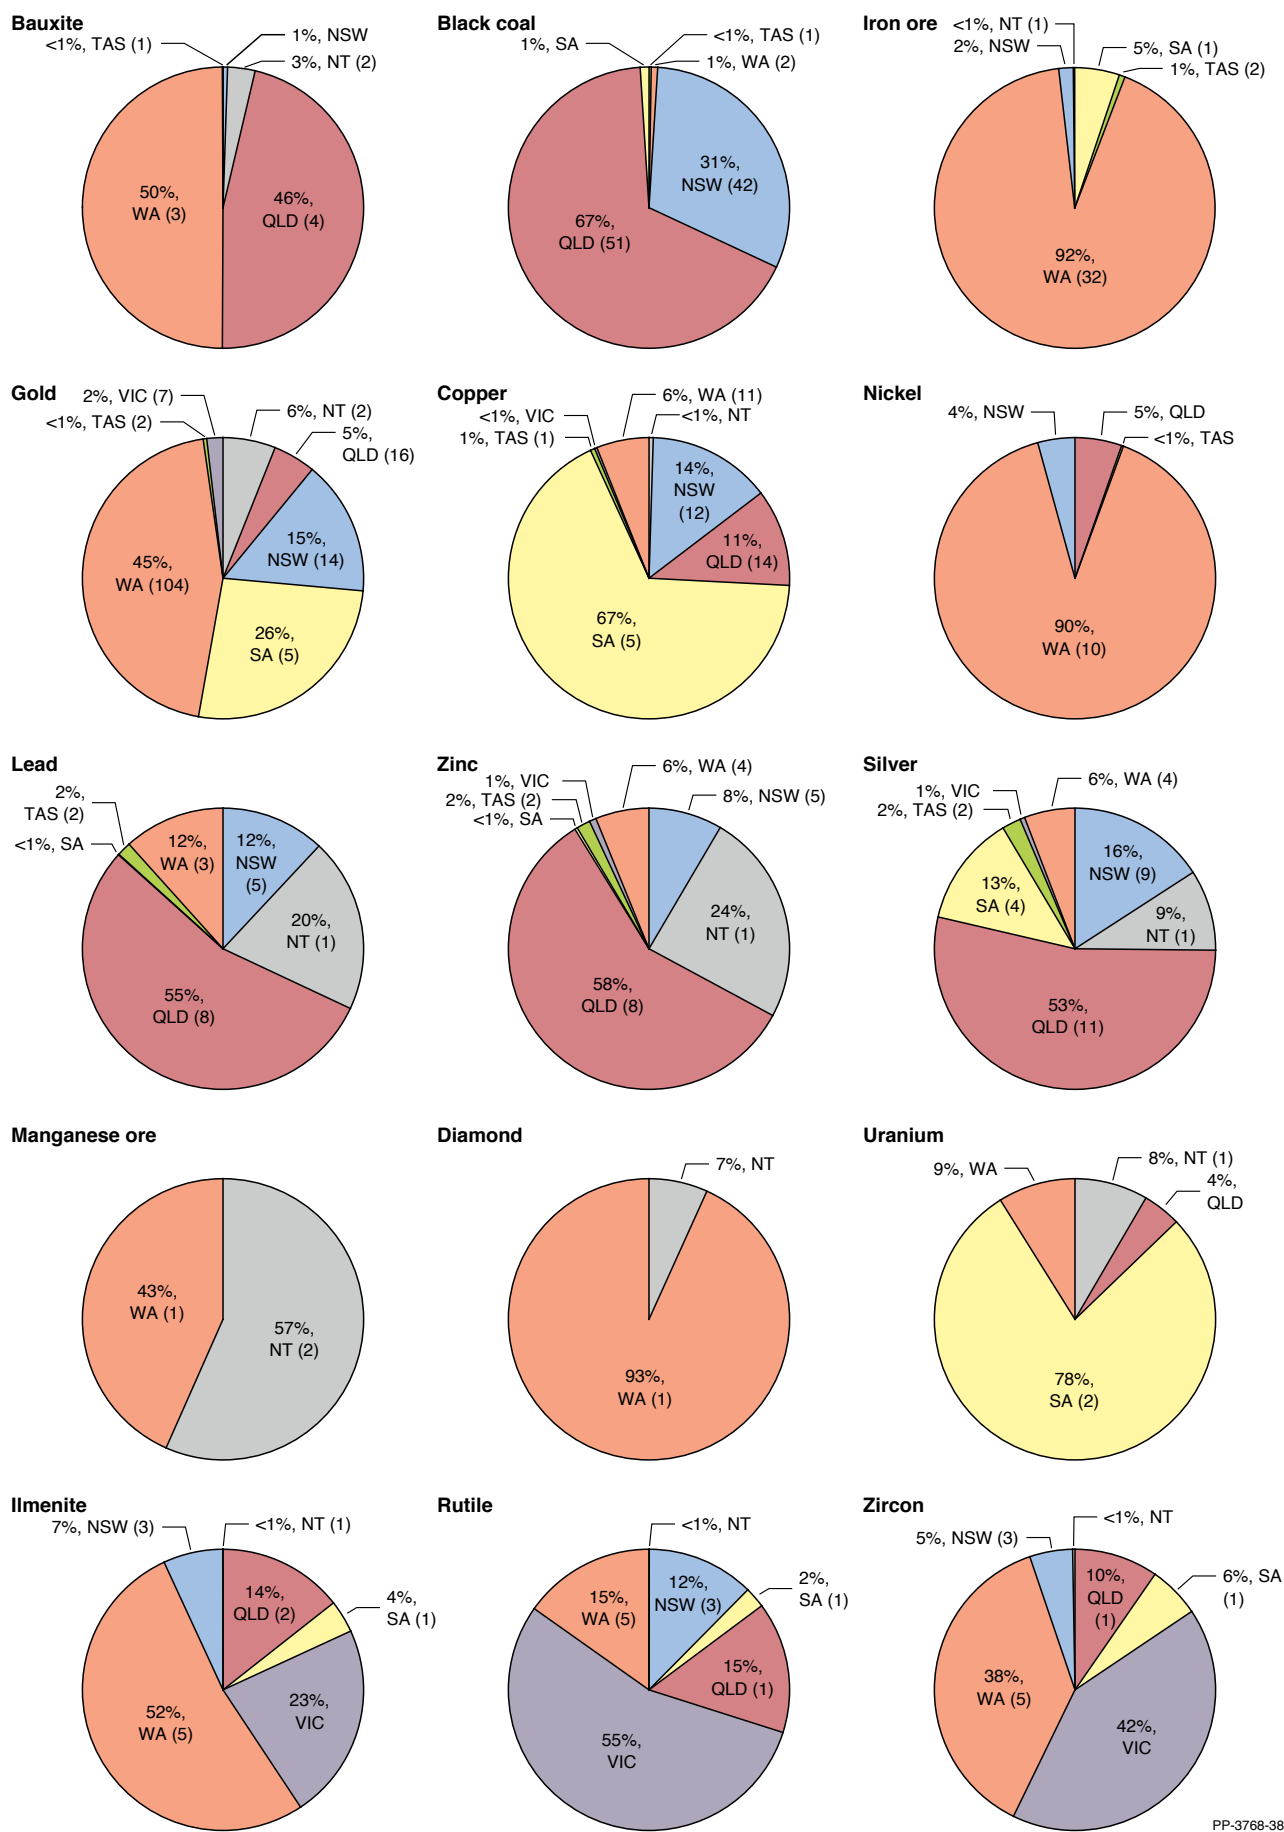 Bauxite
<1%, TAS (1)
1%, NSW
3%, NT (2)
50%,
WA (3)
46%,
QLD (4)
Black coal
1%, SA
<1%, TAS (1)
1%, WA (2)
31%,
NSW (42)
67%,
QLD (51)
Iron ore
<1%, NT (1)
2%, NSW
5%, SA (1)
1%, TAS (2)
92%,
WA (32)
Gold
2%, VIC (7)
<1%, TAS (2)
6%, NT (2)
5%,
QLD (16)
15%,
NSW (14)
45%,
WA (104)
26%,
SA (5)
Copper
6%, WA (11)
<1%, VIC
<1%, NT
1%, TAS (1)
14%,
NSW
(12)
11%,
QLD (14)
67%,
SA (5)
Nickel
4%, NSW
5%, QLD
<1%, TAS
90%,
WA (10)
Lead
2%,
TAS (2)
<1%, SA
12%,
WA (3)
12%,
NSW
(5)
20%,
NT (1)
55%,
QLD (8)
Zinc
6%, WA (4)
1%, VIC
2%, TAS (2)
<1%, SA
8%, NSW (5)
24%,
NT (1)
58%,
QLD (8)
Silver
6%, WA (4)
1%, VIC
2%, TAS (2)
16%,
NSW (9)
13%,
SA (4)
9%,
NT (1)
53%,
QLD (11)
Manganese ore
43%,
WA (1)
57%,
NT (2)
Diamond
7%, NT
93%,
WA (1)
Uranium
9%, WA
8%, NT (1)
4%,
QLD
78%,
SA (2)
Ilmenite
7%, NSW (3)
<1%, NT (1)
14%,
QLD (2)
4%,
SA (1)
52%,
WA (5)
23%,
VIC
Rutile
<1%, NT
15%,
WA (5)
12%,
NSW (3)
2%,
SA (1)
15%,
QLD (1)
55%,
VIC
Zircon
5%, NSW (3)
<1%, NT
10%,
QLD
(1)
6%, SA
(1)
38%,
WA (5)
42%,
VIC
PP-3768-38